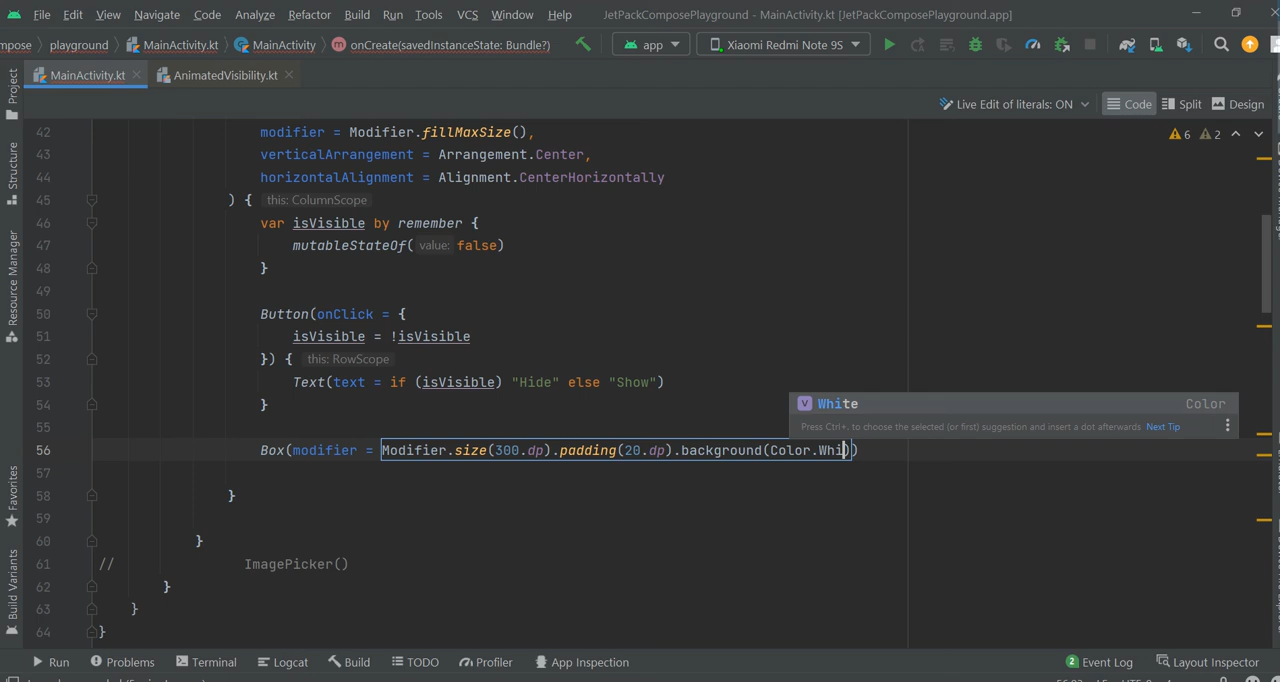 File Edit View Navigate Code Analyze Refactor Build Run Tools VCS Window Help JetPackComposePlayground - MainActivity.kt [JetPackComposePlayground.app]
mpose playground MainActivity.kt MainActivity onCreate(savedInstanceState: Bundle?) app Xiaomi Redmi Note 9S
MainActivity.kt AnimatedVisibility.kt
Live Edit of literals: ON Code Split Design
Project
Structure
Resource Manager
Favorites
Build Variants
6 2
42 modifier = Modifier.fillMaxSize(),
43 verticalArrangement = Arrangement.Center,
44 horizontalAlignment = Alignment.CenterHorizontally
45 ) { this: ColumnScope
46 var isVisible by remember {
47 mutableStateOf( value: false)
48 }
49
50 Button(onClick = {
51 isVisible = !isVisible
52 }) { this: RowScope
53 Text(text = if (isVisible) "Hide" else "Show")
54 }
55
White Color
Press Ctrl+. to choose the selected (or first) suggestion and insert a dot afterwards Next Tip
56 Box(modifier = Modifier.size(300.dp).padding(20.dp).background(Color.Whi))
57
58 }
59
60 }
61 // ImagePicker()
62 }
63 }
64 }
Run Problems Terminal Logcat Build TODO Profiler App Inspection 2 Event Log Layout Inspector